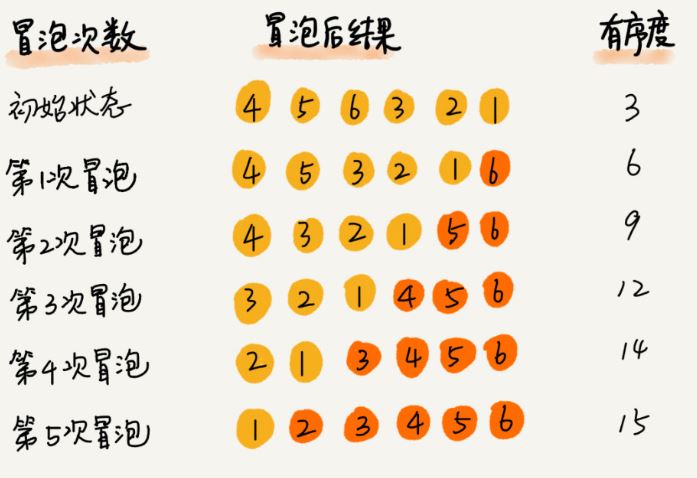 冒泡次数 冒泡后结果 有序度
初始状态 4 5 6 3 2 1 3
第1次冒泡 4 5 3 2 1 6 6
第2次冒泡 4 3 2 1 5 6 9
第3次冒泡 3 2 1 4 5 6 12
第4次冒泡 2 1 3 4 5 6 14
第5次冒泡 1 2 3 4 5 6 15